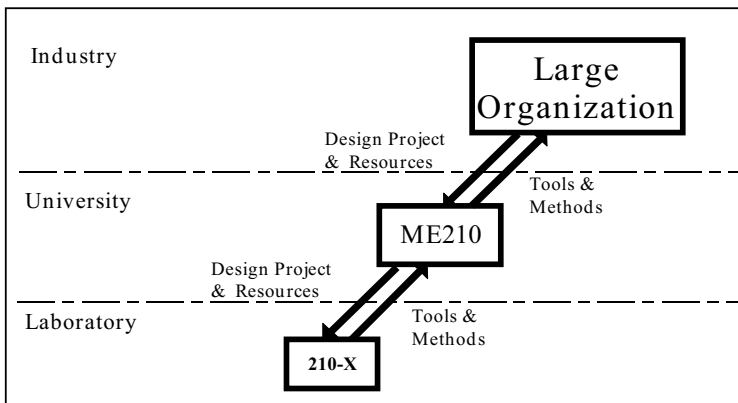 Industry
Large
Organization
Design Project
& Resources
Tools &
Methods
University
ME210
Design Project
& Resources
Tools &
Methods
Laboratory
210-X